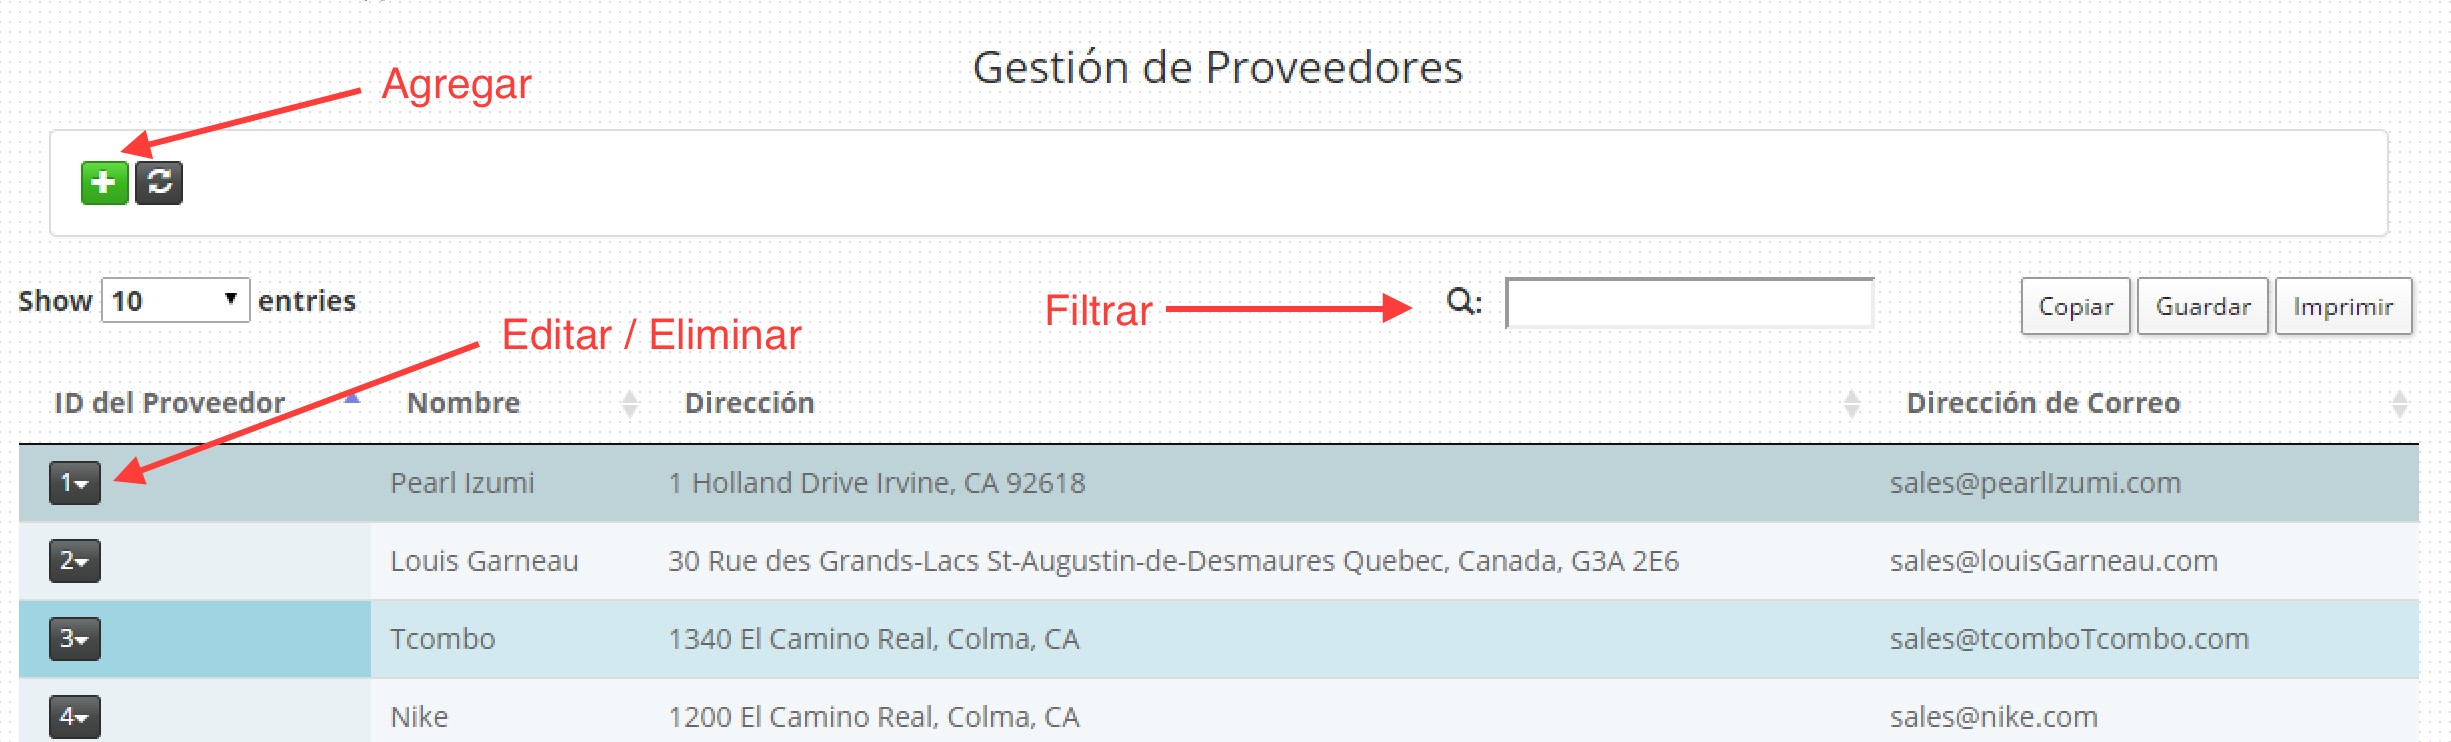 Gestión de Proveedores
Agregar
Show 10 entries
Filtrar
:
Copiar Guardar Imprimir
Editar / Eliminar
ID del Proveedor Nombre Dirección Dirección de Correo
1 Pearl Izumi 1 Holland Drive Irvine, CA 92618 sales@pearlIzumi.com
2 Louis Garneau 30 Rue des Grands-Lacs St-Augustin-de-Desmaures Quebec, Canada, G3A 2E6 sales@louisGarneau.com
3 Tcombo 1340 El Camino Real, Colma, CA sales@tcomboTcombo.com
4 Nike 1200 El Camino Real, Colma, CA sales@nike.com